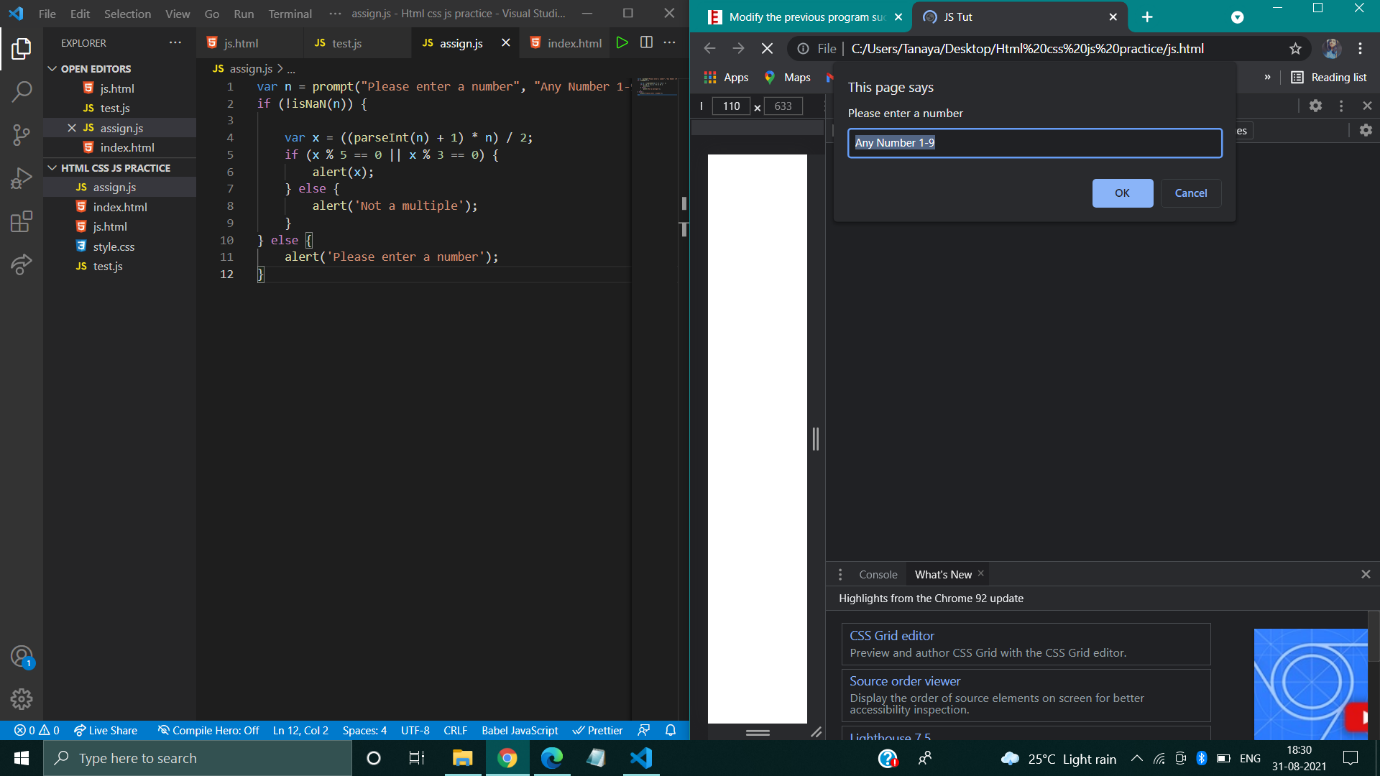 File Edit Selection View Go Run Terminal ··· assign.js - Html css js practice - Visual Studi...
EXPLORER ···
OPEN EDITORS
js.html
test.js
JS assign.js
index.html
HTML CSS JS PRACTICE
JS assign.js
index.html
js.html
style.css
JS test.js
js.html JS test.js JS assign.js index.html
JS assign.js > ...
1 var n = prompt("Please enter a number", "Any Number 1-9
2 if (!isNaN(n)) {
3
4 var x = ((parseInt(n) + 1) * n) / 2;
5 if (x % 5 == 0 || x % 3 == 0) {
6 alert(x);
7 } else {
8 alert('Not a multiple');
9 }
10 } else {
11 alert('Please enter a number');
12 }
1
0 0 Live Share Compile Hero: Off Ln 12, Col 2 Spaces: 4 UTF-8 CRLF Babel JavaScript Prettier
Modify the previous program suc JS Tut
File | C:/Users/Tanaya/Desktop/Html%20css%20js%20practice/js.html
Apps Maps » Reading list
110 × 633
This page says
Please enter a number
Any Number 1-9
OK Cancel
es
Console What's New
Highlights from the Chrome 92 update
CSS Grid editor
Preview and author CSS Grid with the CSS Grid editor.
Source order viewer
Display the order of source elements on screen for better
accessibility inspection.
Lighthouse 7.5
Type here to search
25°C Light rain ENG 18:30
31-08-2021